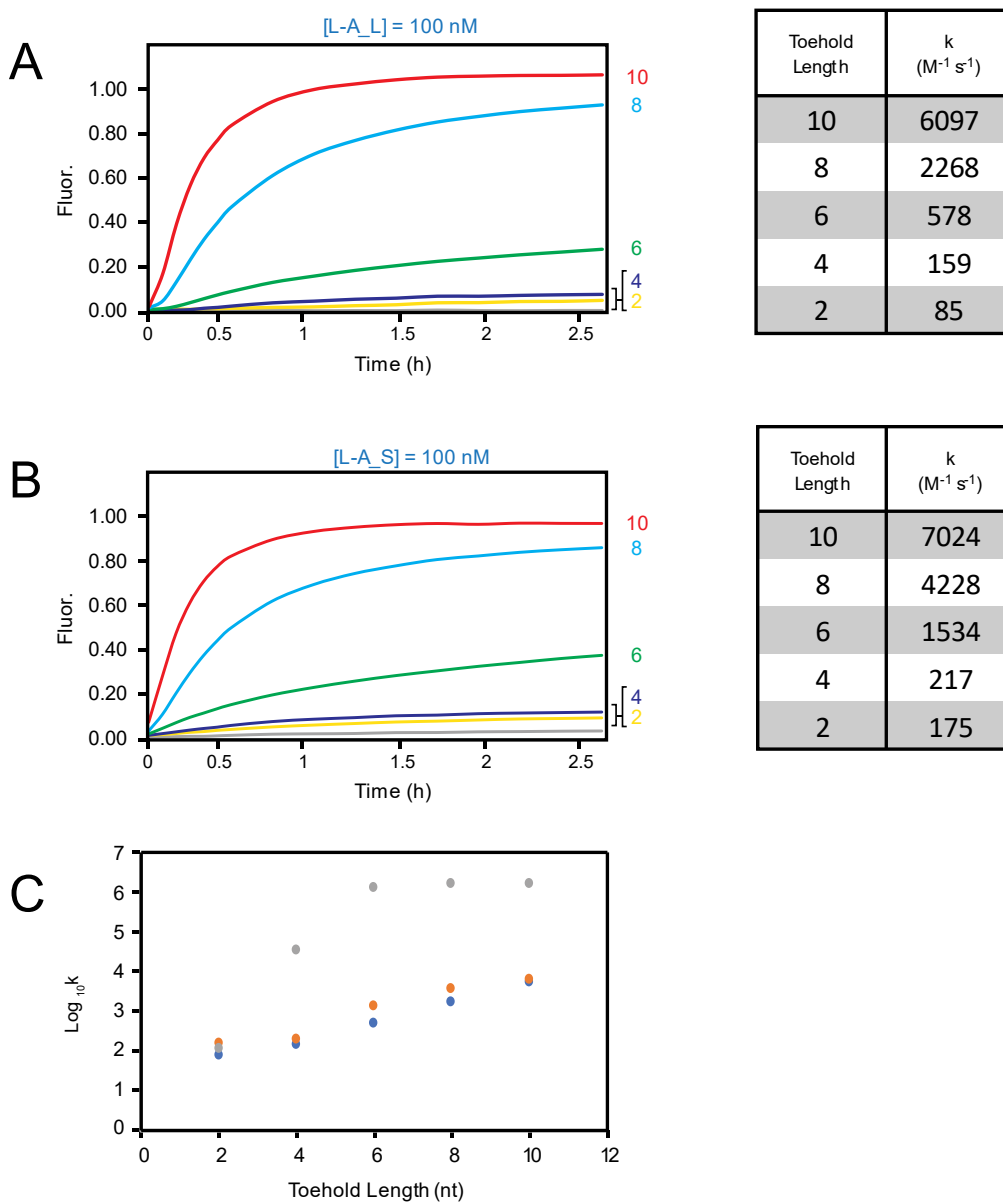 A
[L-A_L] = 100 nM
Fluor.
1.00
0.80
0.60
0.40
0.20
0.00
0 0.5 1 1.5 2 2.5
Time (h)
10
8
6
4
2
Toehold Length k (M⁻¹ s⁻¹)
10 6097
8 2268
6 578
4 159
2 85
B
[L-A_S] = 100 nM
Fluor.
1.00
0.80
0.60
0.40
0.20
0.00
0 0.5 1 1.5 2 2.5
Time (h)
10
8
6
4
2
Toehold Length k (M⁻¹ s⁻¹)
10 7024
8 4228
6 1534
4 217
2 175
C
Log ₁₀k
7
6
5
4
3
2
1
0
0 2 4 6 8 10 12
Toehold Length (nt)